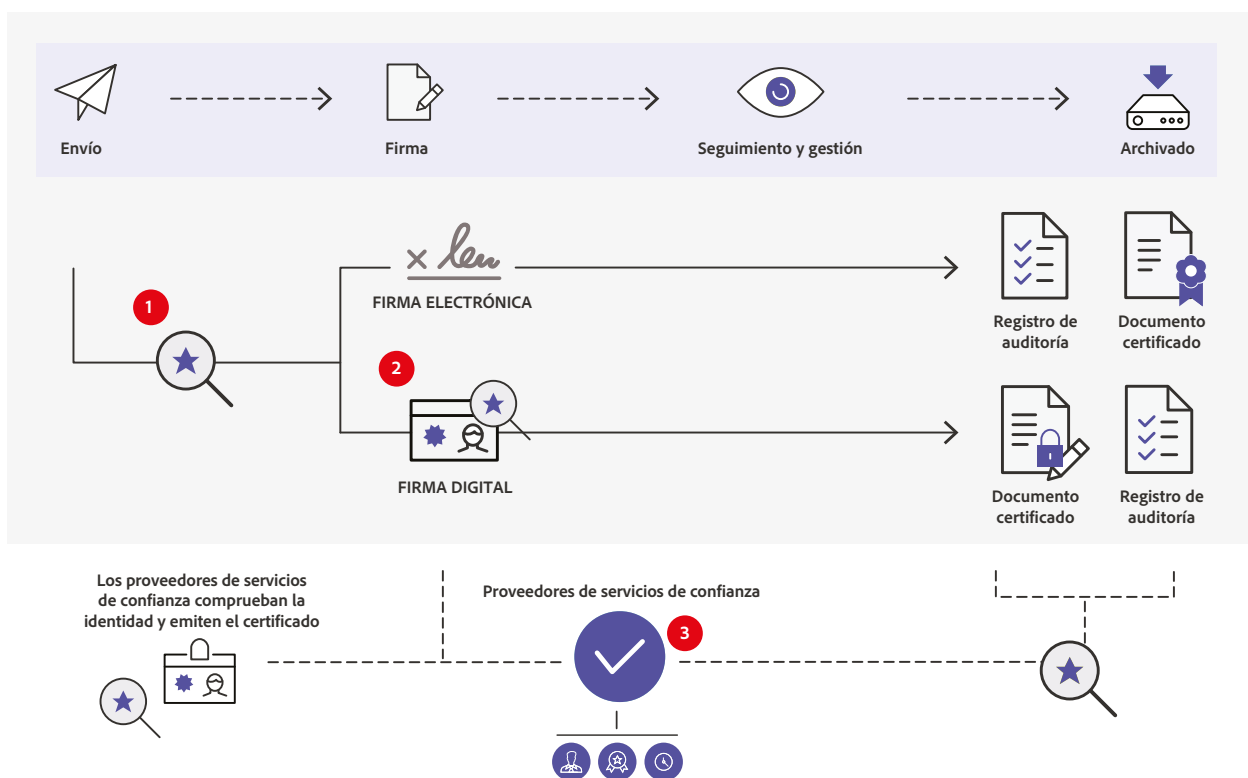 Envío
Firma
Seguimiento y gestión
Archivado
1
× len
FIRMA ELECTRÓNICA
Registro de
auditoría
Documento
certificado
2
FIRMA DIGITAL
Documento
certificado
Registro de
auditoría
Los proveedores de servicios
de confianza comprueban la
identidad y emiten el certificado
Proveedores de servicios de confianza
3